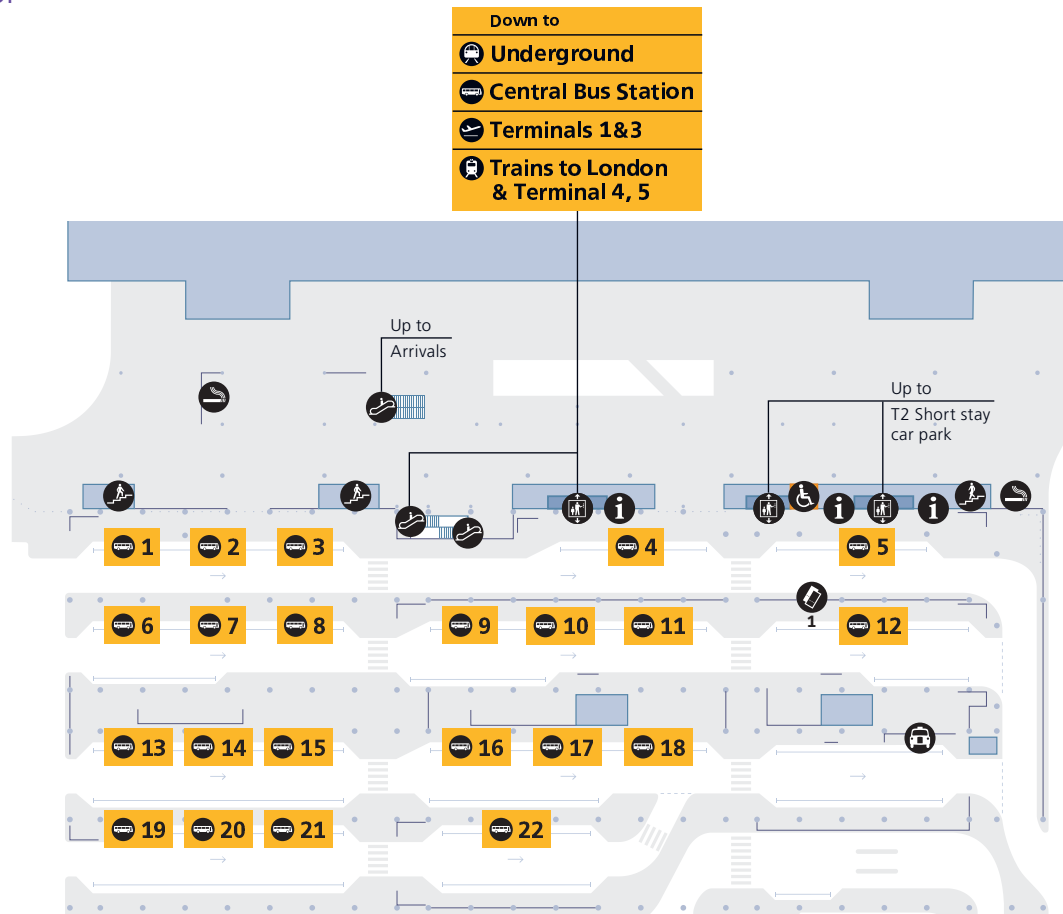 Down to
Underground
Central Bus Station
Terminals 1&3
Trains to London
& Terminal 4, 5
Up to
Arrivals
Up to
T2 Short stay
car park
1 2 3 4 5
6 7 8 9 10 11 1 12
13 14 15 16 17 18
19 20 21 22